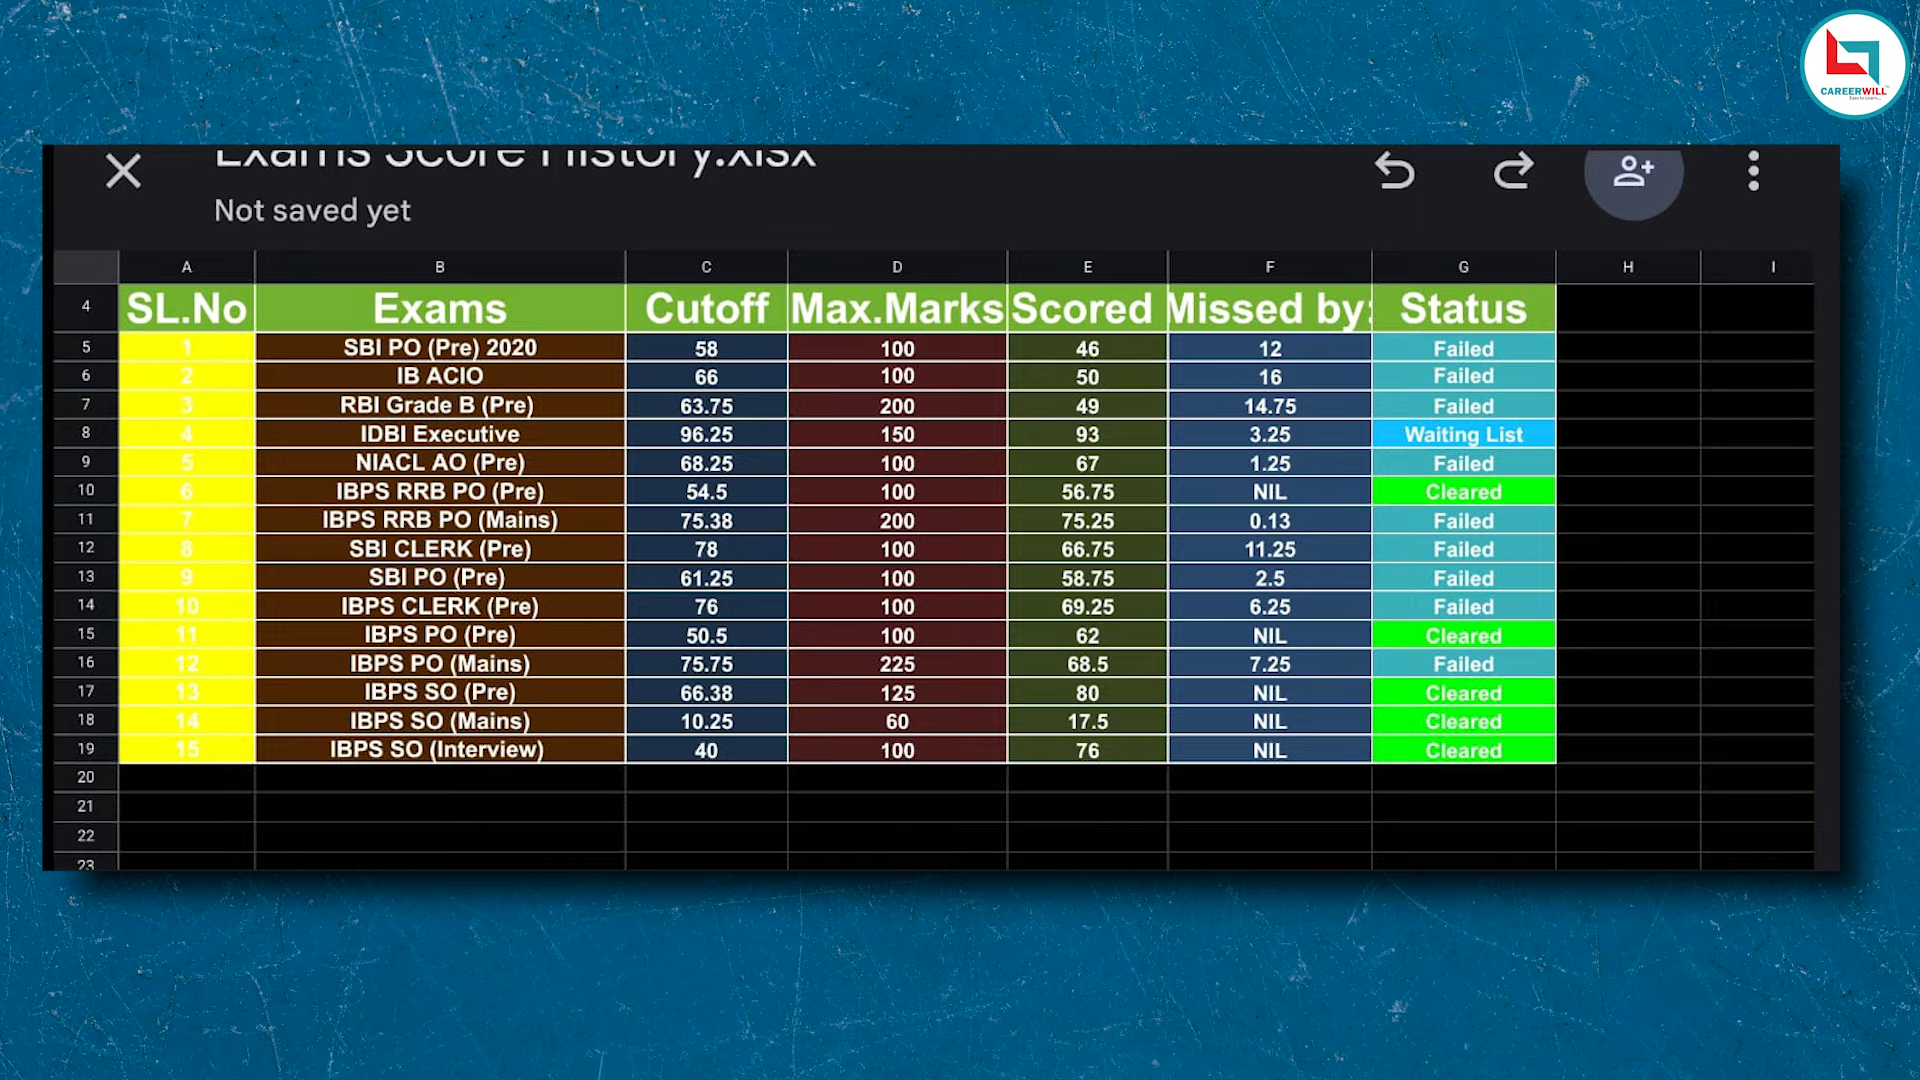 CAREERWILL
Exams Score History.xlsx
Not saved yet
A B C D E F G H I
4 SL.No Exams Cutoff Max.Marks Scored Missed by: Status
5 1 SBI PO (Pre) 2020 58 100 46 12 Failed
6 2 IB ACIO 66 100 50 16 Failed
7 3 RBI Grade B (Pre) 63.75 200 49 14.75 Failed
8 4 IDBI Executive 96.25 150 93 3.25 Waiting List
9 5 NIACL AO (Pre) 68.25 100 67 1.25 Failed
10 6 IBPS RRB PO (Pre) 54.5 100 56.75 NIL Cleared
11 7 IBPS RRB PO (Mains) 75.38 200 75.25 0.13 Failed
12 8 SBI CLERK (Pre) 78 100 66.75 11.25 Failed
13 9 SBI PO (Pre) 61.25 100 58.75 2.5 Failed
14 10 IBPS CLERK (Pre) 76 100 69.25 6.25 Failed
15 11 IBPS PO (Pre) 50.5 100 62 NIL Cleared
16 12 IBPS PO (Mains) 75.75 225 68.5 7.25 Failed
17 13 IBPS SO (Pre) 66.38 125 80 NIL Cleared
18 14 IBPS SO (Mains) 10.25 60 17.5 NIL Cleared
19 15 IBPS SO (Interview) 40 100 76 NIL Cleared
20
21
22
23